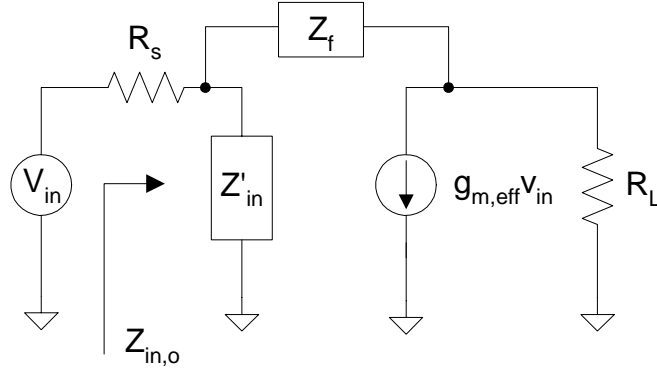 Z_f
R_s
V_in
Z'_in
g_m,eff v_in
R_L
Z_in,o